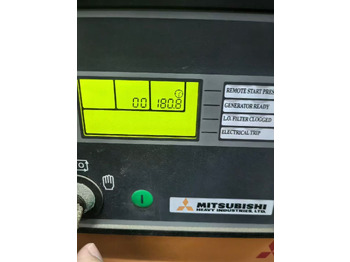 REMOTE START PRES
00 180.8
GENERATOR READY
L.O. FILTER CLOGGED
ELECTRICAL TRIP
I
MITSUBISHI
HEAVY INDUSTRIES, LTD.